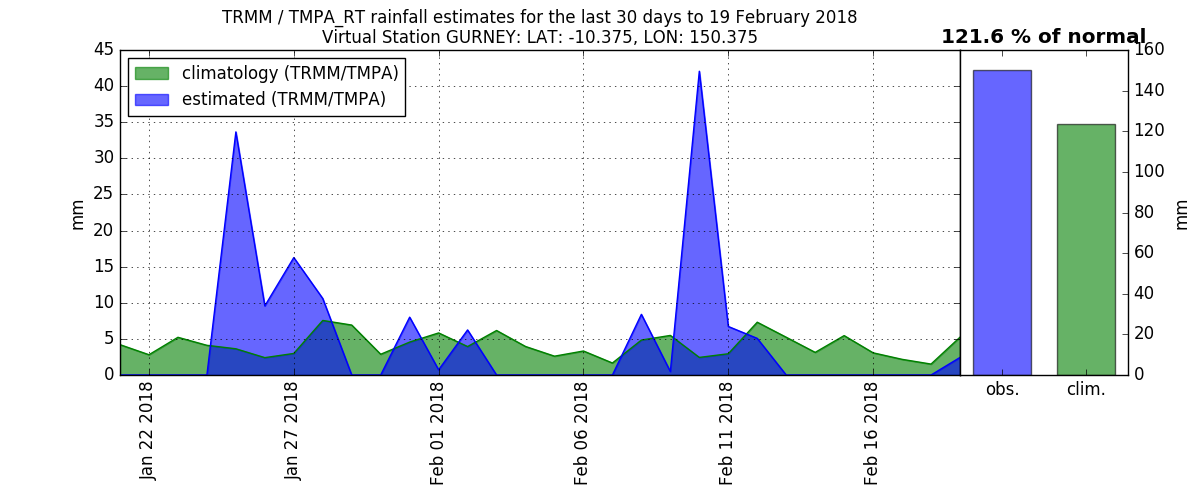 TRMM / TMPA_RT rainfall estimates for the last 30 days to 19 February 2018
Virtual Station GURNEY: LAT: -10.375, LON: 150.375
121.6 % of normal
climatology (TRMM/TMPA)
estimated (TRMM/TMPA)
mm
45
40
35
30
25
20
15
10
5
0
Jan 22 2018
Jan 27 2018
Feb 01 2018
Feb 06 2018
Feb 11 2018
Feb 16 2018
obs.
clim.
160
140
120
100
80
60
40
20
0
mm